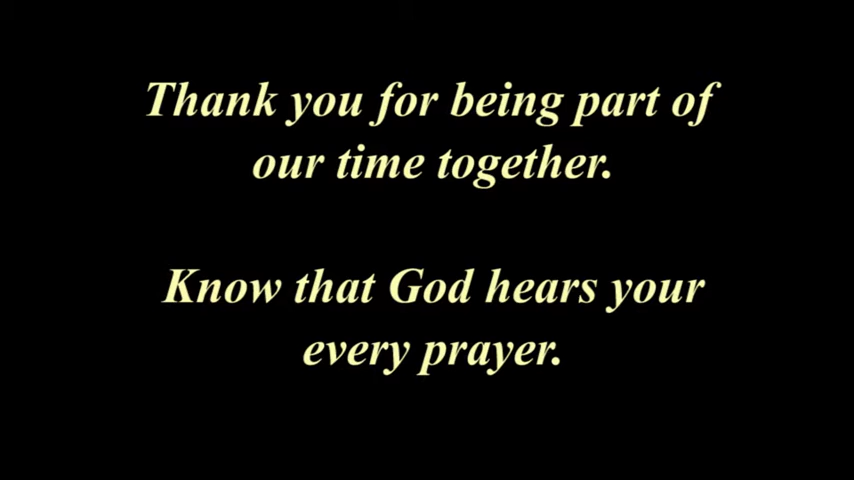 Thank you for being part of
our time together.
Know that God hears your
every prayer.